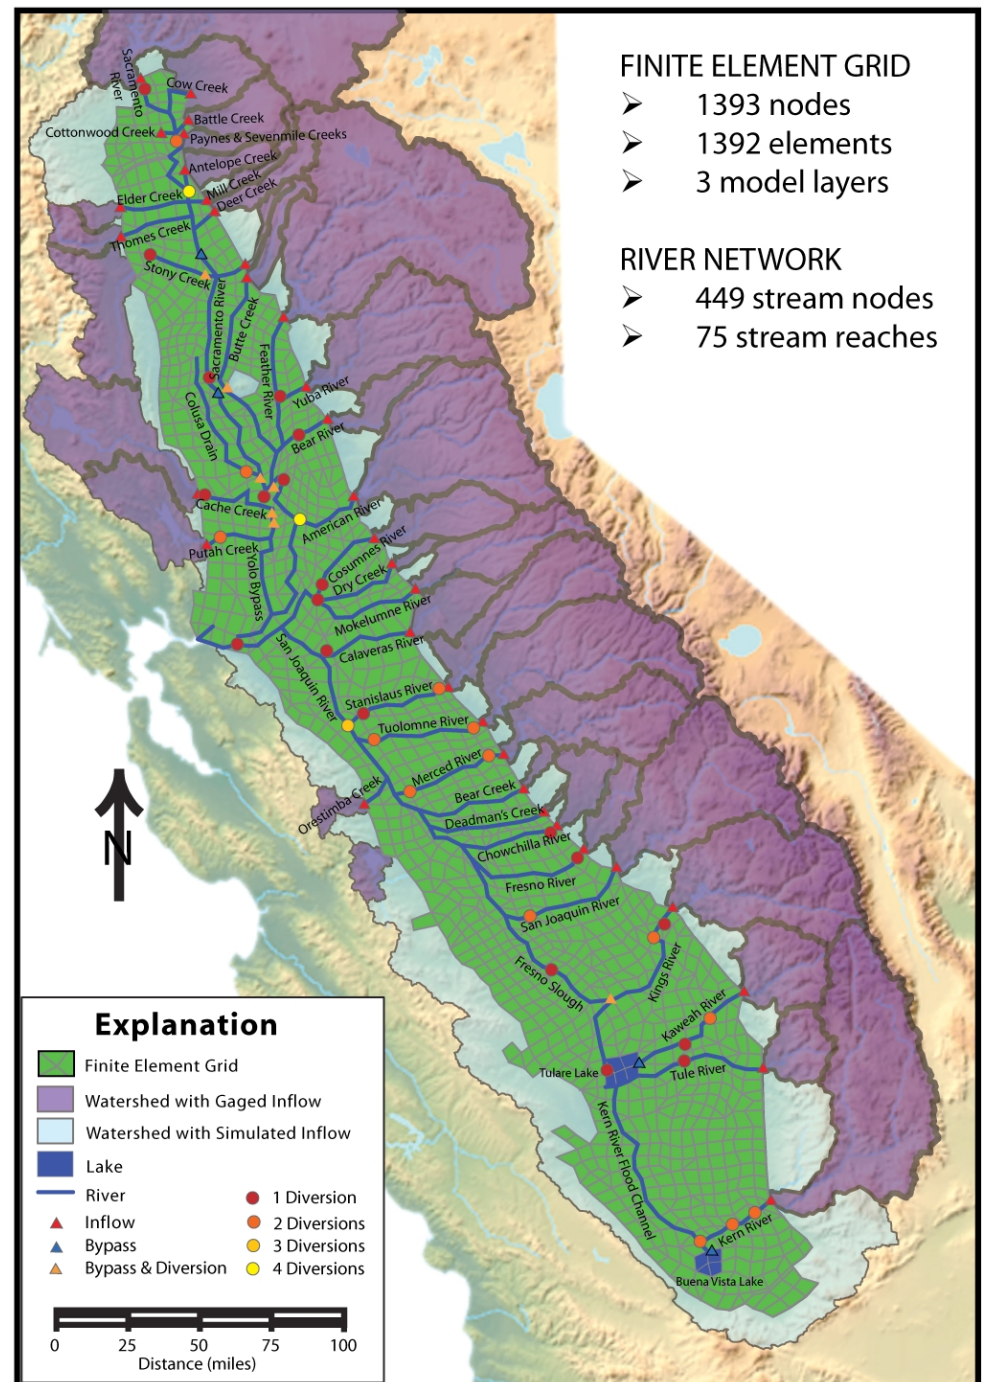 FINITE ELEMENT GRID
➢ 1393 nodes
➢ 1392 elements
➢ 3 model layers
RIVER NETWORK
➢ 449 stream nodes
➢ 75 stream reaches
Sacramento
River
Cow Creek
Battle Creek
Cottonwood Creek
Paynes & Sevenmile Creeks
Antelope Creek
Mill Creek
Elder Creek
Deer Creek
Thomes Creek
Stony Creek
Sacramento River
Butte Creek
Feather River
Yuba River
Colusa Drain
Bear River
Cache Creek
American River
Putah Creek
Yolo Bypass
Cosumnes River
Dry Creek
Mokelumne River
San Joaquin River
Calaveras River
Stanislaus River
Tuolomne River
Merced River
Orestimba Creek
Bear Creek
Deadman's Creek
Chowchilla River
N
Fresno River
San Joaquin River
Fresno Slough
Kings River
Kaweah River
Tulare Lake
Tule River
Kern River Flood Channel
Kern River
Buena Vista Lake
Explanation
Finite Element Grid
Watershed with Gaged Inflow
Watershed with Simulated Inflow
Lake
River
Inflow
Bypass
Bypass & Diversion
1 Diversion
2 Diversions
3 Diversions
4 Diversions
0 25 50 75 100
Distance (miles)